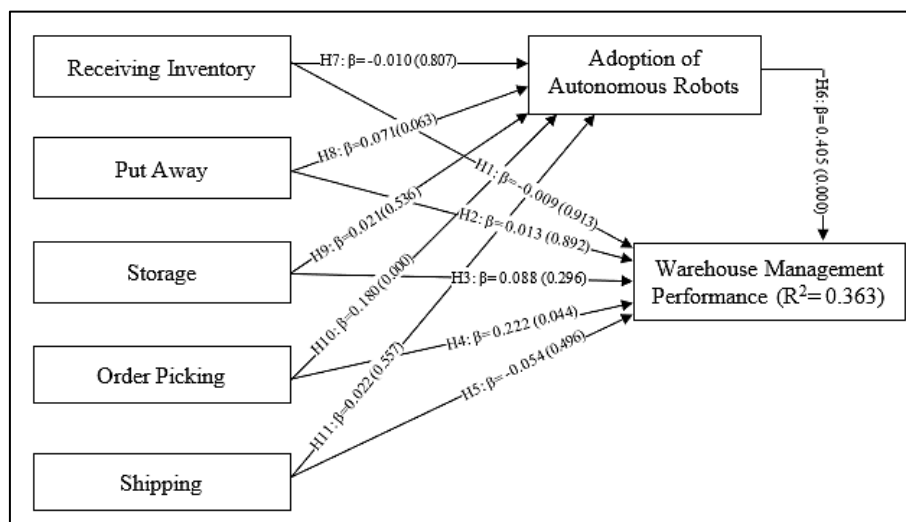 Receiving Inventory
H7: β=-0.010 (0.807)
Adoption of
Autonomous Robots
H6: β=0.405 (0.000)
Put Away
H8: β=0.071(0.063)
H1: β=-0.009 (0.913)
H2: β=0.013 (0.892)
Storage
H9: β=0.021(0.536)
H3: β=0.088 (0.296)
Warehouse Management
Performance (R²= 0.363)
Order Picking
H10: β=0.180 (0.000)
H4: β=0.222 (0.044)
Shipping
H11: β=0.022 (0.557)
H5: β=-0.054 (0.496)